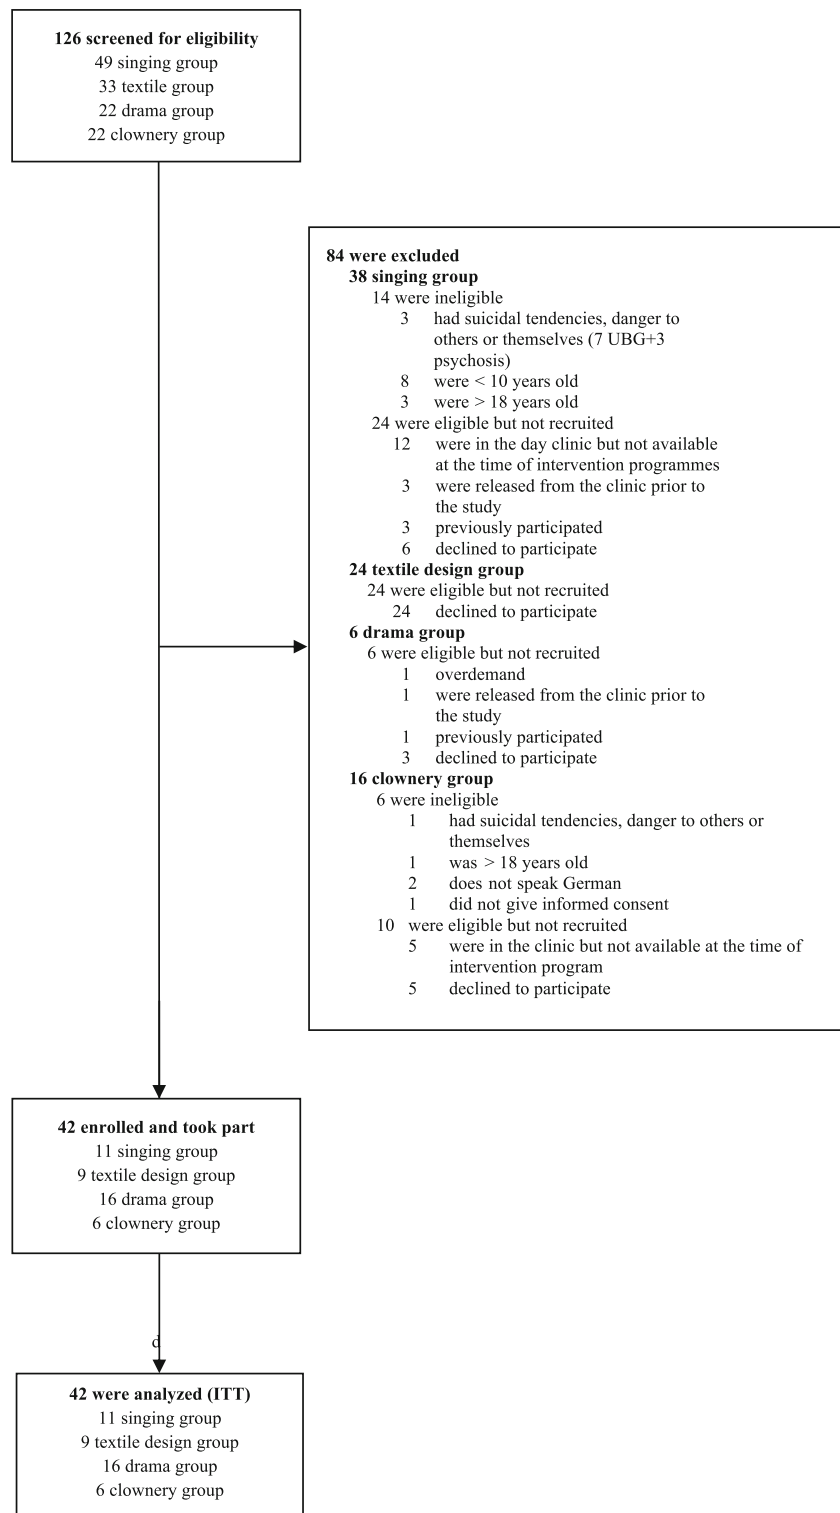 126 screened for eligibility
49 singing group
33 textile group
22 drama group
22 clownery group
84 were excluded
38 singing group
14 were ineligible
3 had suicidal tendencies, danger to
others or themselves (7 UBG+3
psychosis)
8 were < 10 years old
3 were > 18 years old
24 were eligible but not recruited
12 were in the day clinic but not available
at the time of intervention programmes
3 were released from the clinic prior to
the study
3 previously participated
6 declined to participate
24 textile design group
24 were eligible but not recruited
24 declined to participate
6 drama group
6 were eligible but not recruited
1 overdemand
1 were released from the clinic prior to
the study
1 previously participated
3 declined to participate
16 clownery group
6 were ineligible
1 had suicidal tendencies, danger to others or
themselves
1 was > 18 years old
2 does not speak German
1 did not give informed consent
10 were eligible but not recruited
5 were in the clinic but not available at the time of
intervention program
5 declined to participate
42 enrolled and took part
11 singing group
9 textile design group
16 drama group
6 clownery group
d
42 were analyzed (ITT)
11 singing group
9 textile design group
16 drama group
6 clownery group